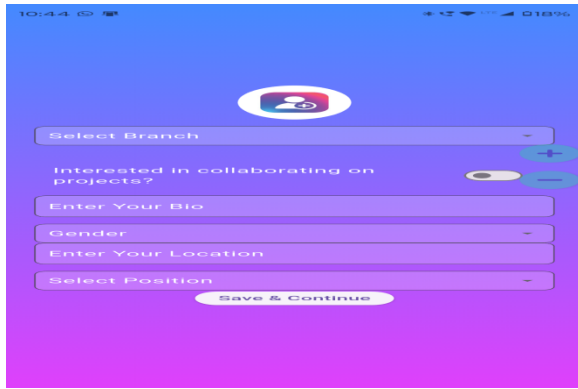 10:44
18%
Select Branch
Interested in collaborating on
projects?
Enter Your Bio
Gender
Enter Your Location
Select Position
Save & Continue